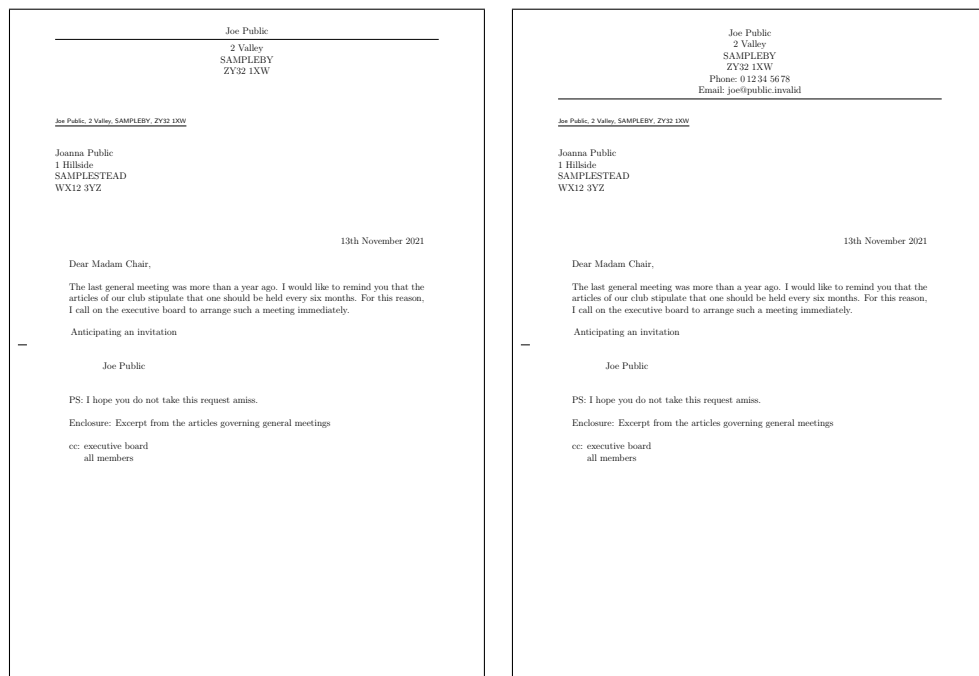 Joe Public
2 Valley
SAMPLEBY
ZY32 1XW
Joe Public, 2 Valley, SAMPLEBY, ZY32 1XW
Joanna Public
1 Hillside
SAMPLESTEAD
WX12 3YZ
13th November 2021
Dear Madam Chair,
The last general meeting was more than a year ago. I would like to remind you that the
articles of our club stipulate that one should be held every six months. For this reason,
I call on the executive board to arrange such a meeting immediately.
Anticipating an invitation
Joe Public
PS: I hope you do not take this request amiss.
Enclosure: Excerpt from the articles governing general meetings
cc: executive board
all members
Joe Public
2 Valley
SAMPLEBY
ZY32 1XW
Phone: 0 12 34 56 78
Email: joe@public.invalid
Joe Public, 2 Valley, SAMPLEBY, ZY32 1XW
Joanna Public
1 Hillside
SAMPLESTEAD
WX12 3YZ
13th November 2021
Dear Madam Chair,
The last general meeting was more than a year ago. I would like to remind you that the
articles of our club stipulate that one should be held every six months. For this reason,
I call on the executive board to arrange such a meeting immediately.
Anticipating an invitation
Joe Public
PS: I hope you do not take this request amiss.
Enclosure: Excerpt from the articles governing general meetings
cc: executive board
all members